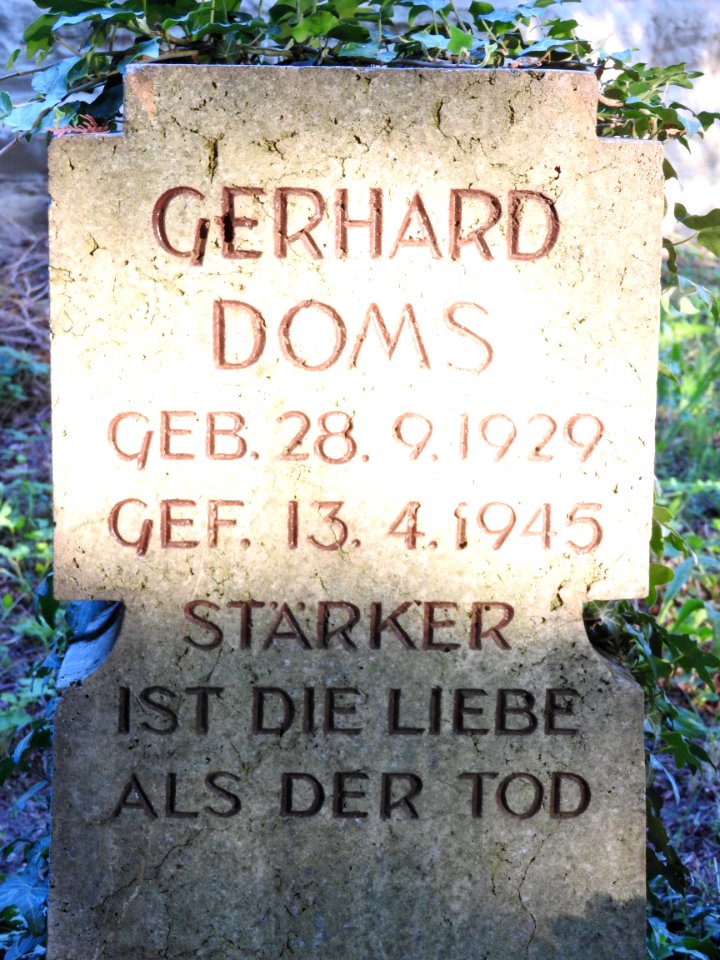 GERHARD
DOMS
GEB. 28. 9. 1929
GEF. 13. 4. 1945
STÄRKER
IST DIE LIEBE
ALS DER TOD